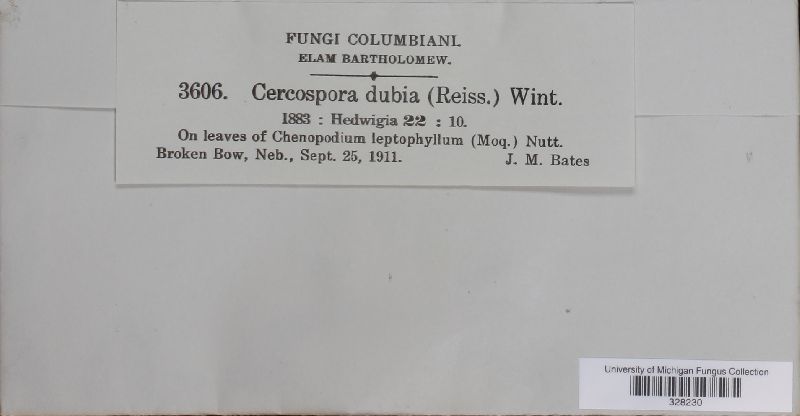 FUNGI COLUMBIANI.
ELAM BARTHOLOMEW.
3606. Cercospora dubia (Reiss.) Wint.
1883 : Hedwigia 22 : 10.
On leaves of Chenopodium leptophyllum (Moq.) Nutt.
Broken Bow, Neb., Sept. 25, 1911. J. M. Bates
University of Michigan Fungus Collection
328230